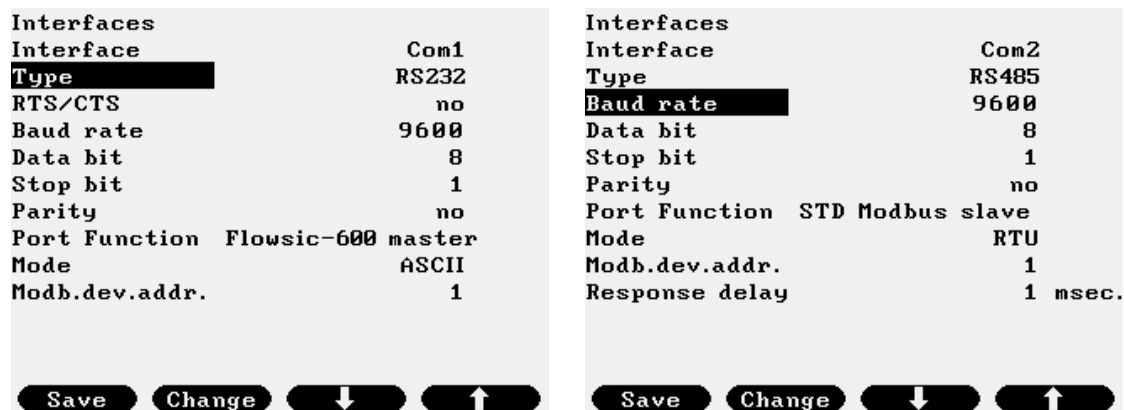 Interfaces
Interface Com1
Type RS232
RTS/CTS no
Baud rate 9600
Data bit 8
Stop bit 1
Parity no
Port Function Flowsic-600 master
Mode ASCII
Modb.dev.addr. 1
Save Change
Interfaces
Interface Com2
Type RS485
Baud rate 9600
Data bit 8
Stop bit 1
Parity no
Port Function STD Modbus slave
Mode RTU
Modb.dev.addr. 1
Response delay 1 msec.
Save Change